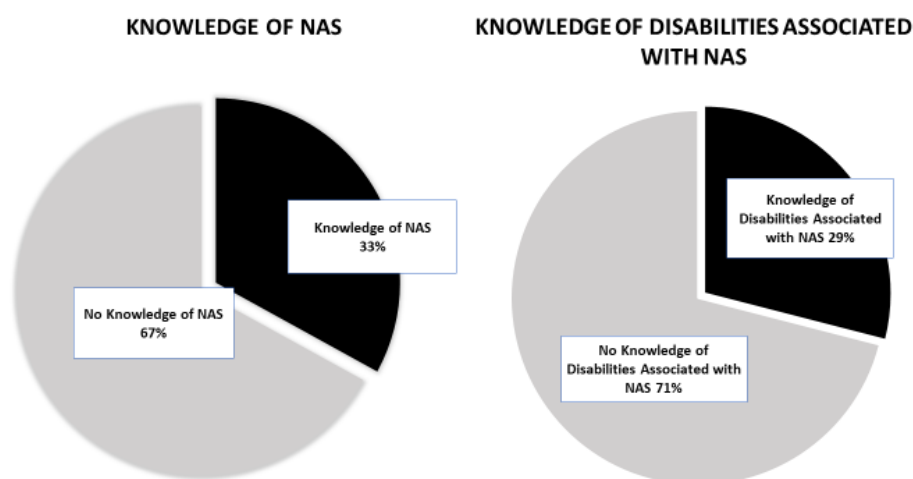 KNOWLEDGE OF NAS
Knowledge of NAS
33%
No Knowledge of NAS
67%
KNOWLEDGE OF DISABILITIES ASSOCIATED
WITH NAS
Knowledge of
Disabilities Associated
with NAS 29%
No Knowledge of
Disabilities Associated with
NAS 71%